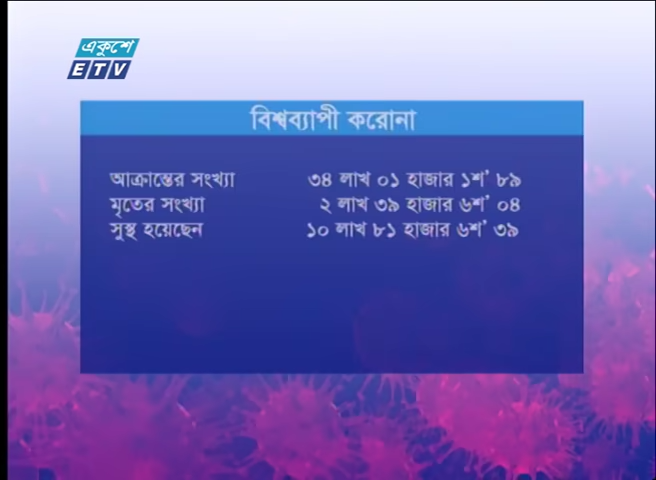 একুশে
ETV
বিশ্বব্যাপী করোনা
আক্রান্তের সংখ্যা ৩৪ লাখ ০১ হাজার ১শ' ৮৯
মৃতের সংখ্যা ২ লাখ ৩৯ হাজার ৬শ' ০৪
সুস্থ হয়েছেন ১০ লাখ ৮১ হাজার ৬শ' ৩৯